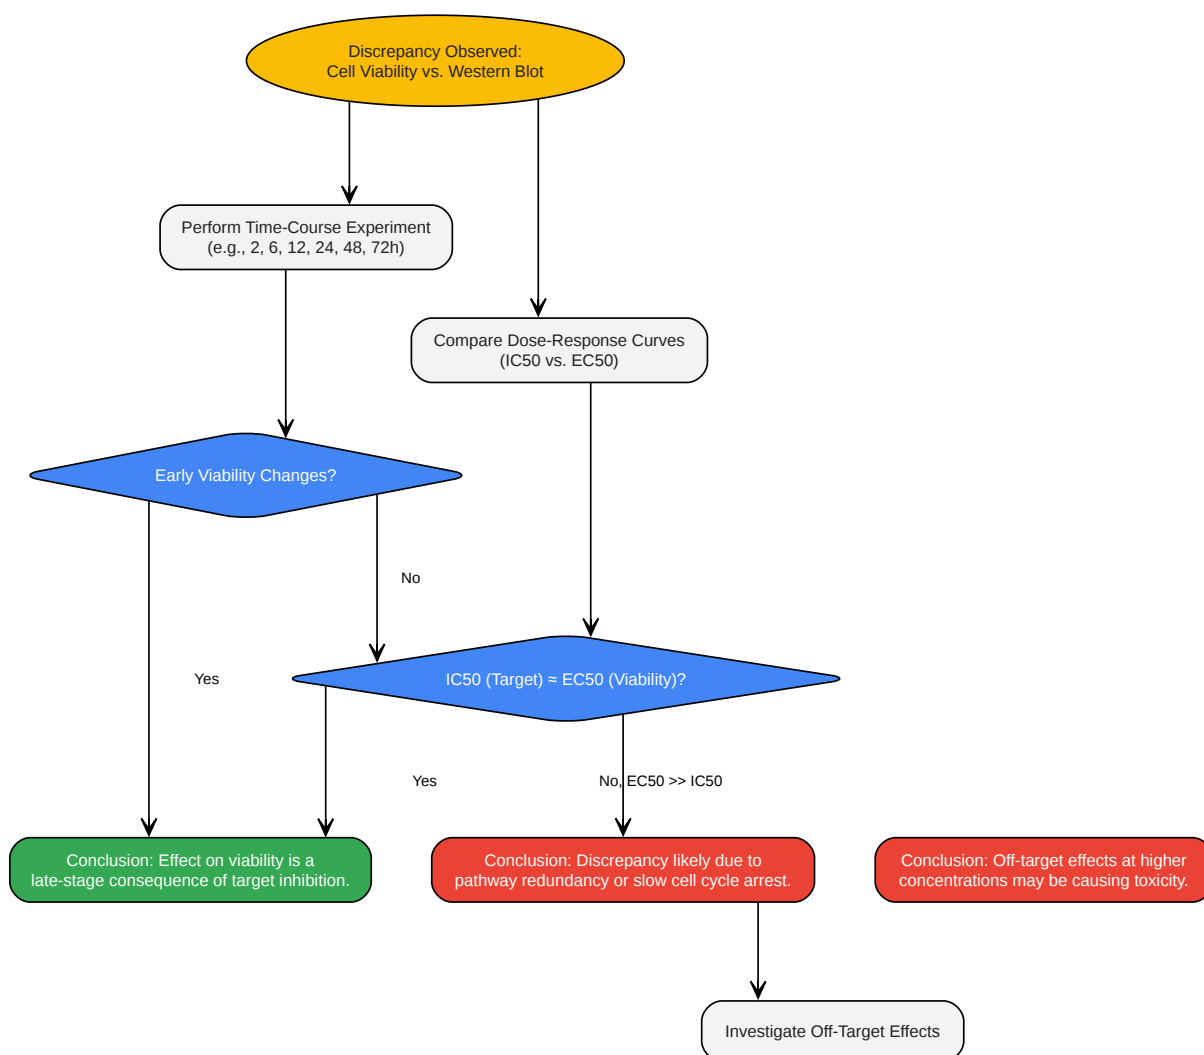 Discrepancy Observed:
Cell Viability vs. Western Blot
Perform Time-Course Experiment
(e.g., 2, 6, 12, 24, 48, 72h)
Compare Dose-Response Curves
(IC50 vs. EC50)
Early Viability Changes?
No
Yes
IC50 (Target) ≈ EC50 (Viability)?
Yes
No, EC50 >> IC50
Conclusion: Effect on viability is a
late-stage consequence of target inhibition.
Conclusion: Discrepancy likely due to
pathway redundancy or slow cell cycle arrest.
Conclusion: Off-target effects at higher
concentrations may be causing toxicity.
Investigate Off-Target Effects